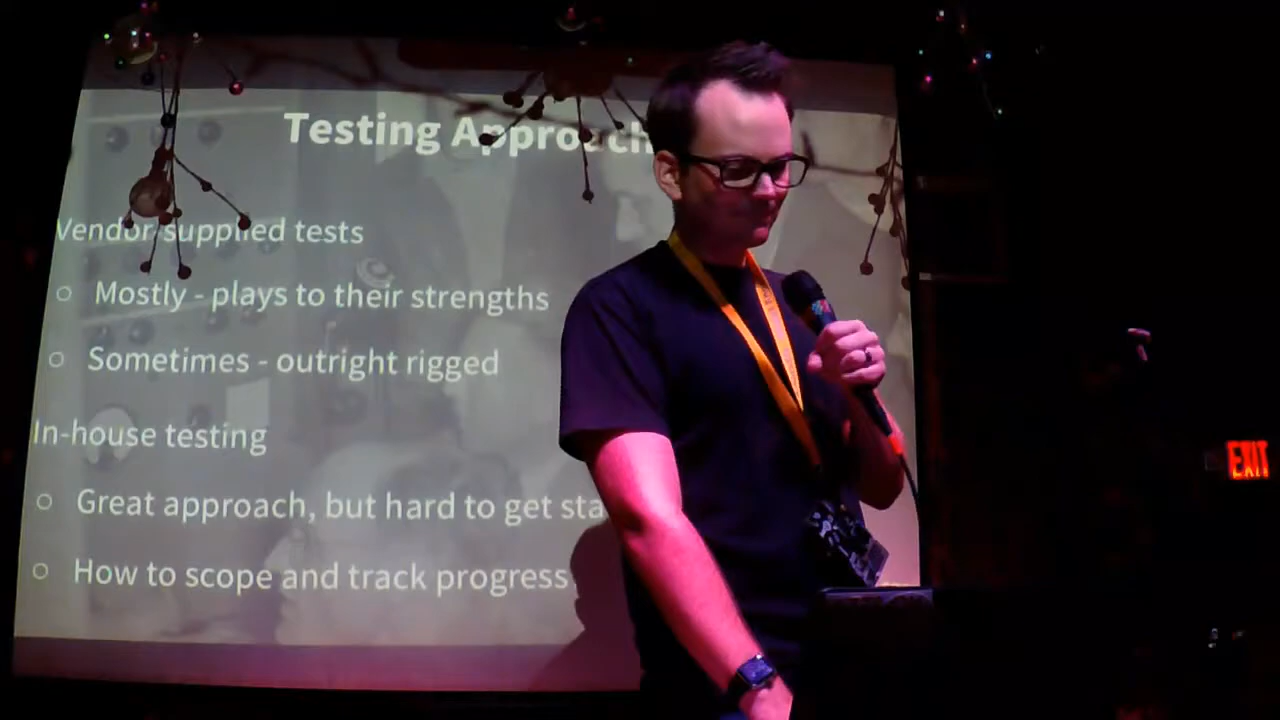 Testing Approach
Vendor supplied tests
Mostly - plays to their strengths
Sometimes - outright rigged
In-house testing
Great approach, but hard to get sta
How to scope and track progress
EXIT